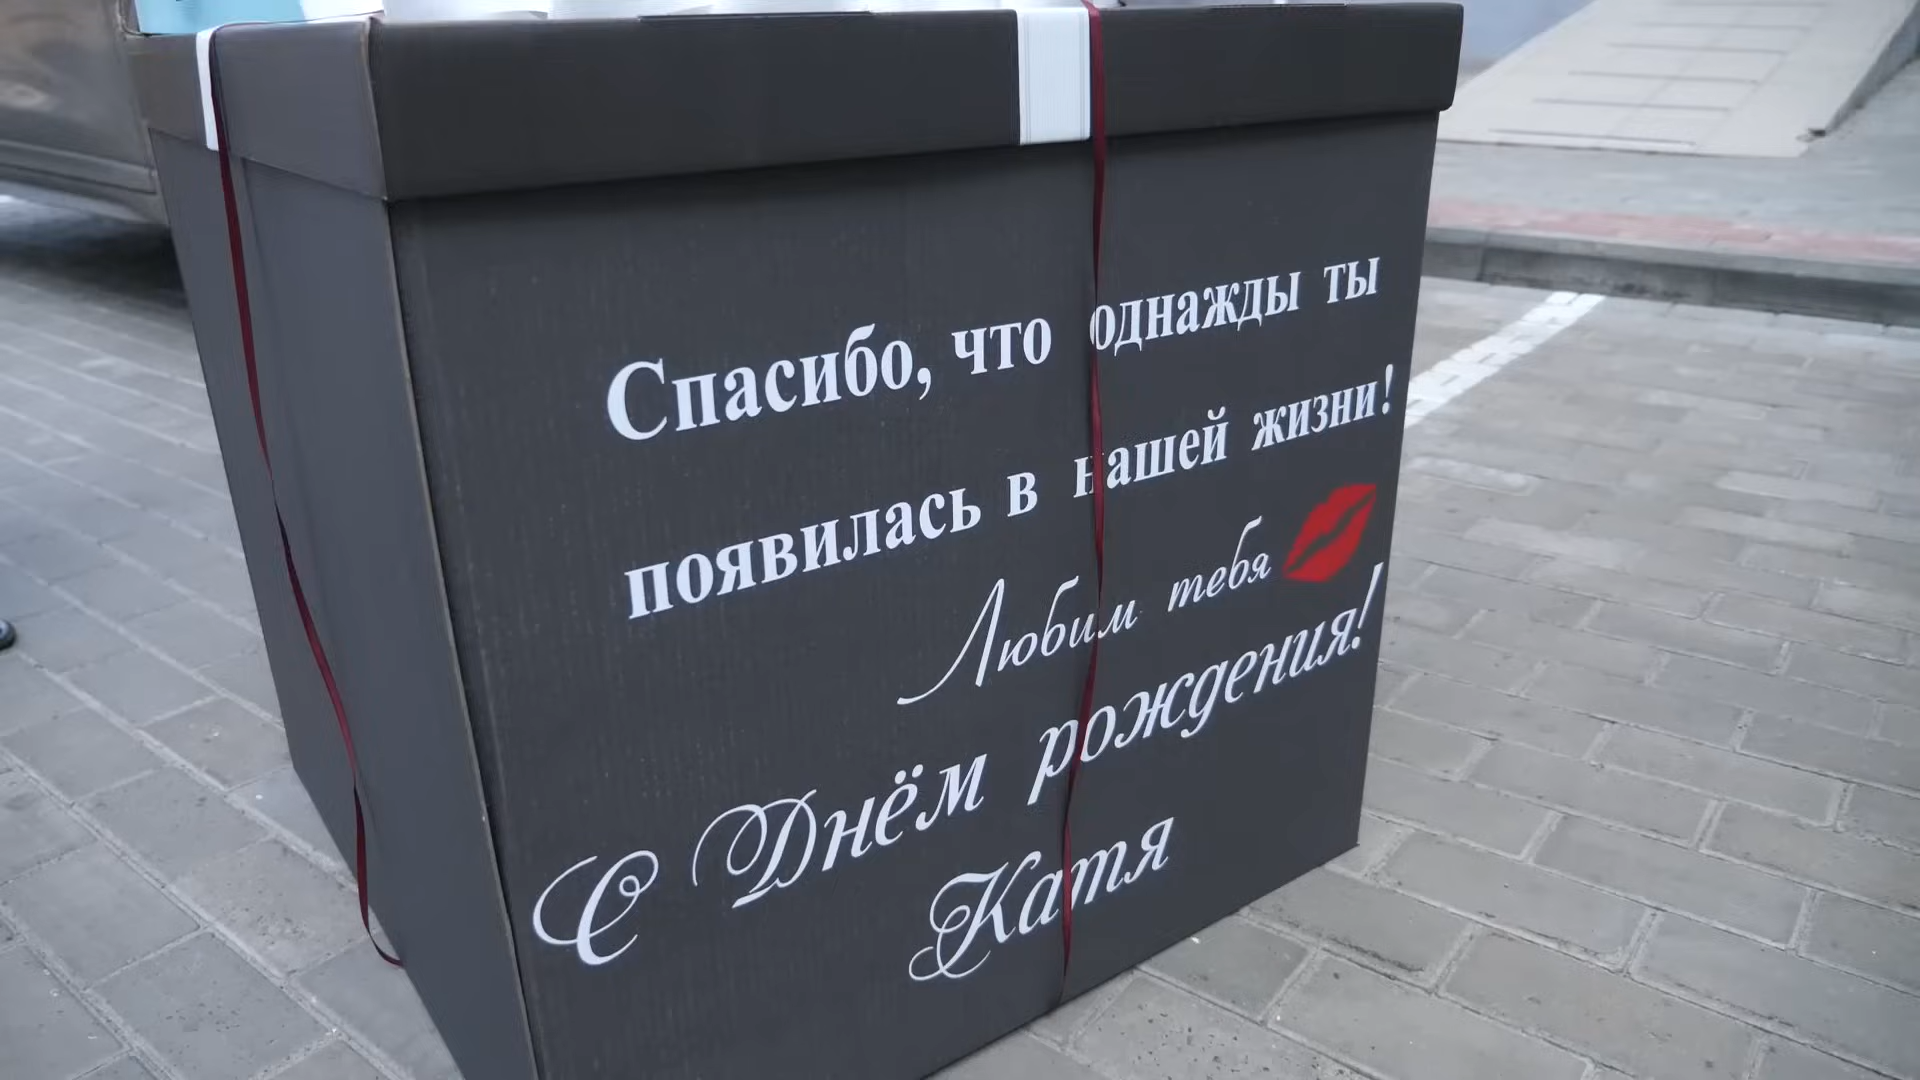 Спасибо, что однажды ты
появилась в нашей жизни!
Любим тебя
С Днём рождения!
Катя